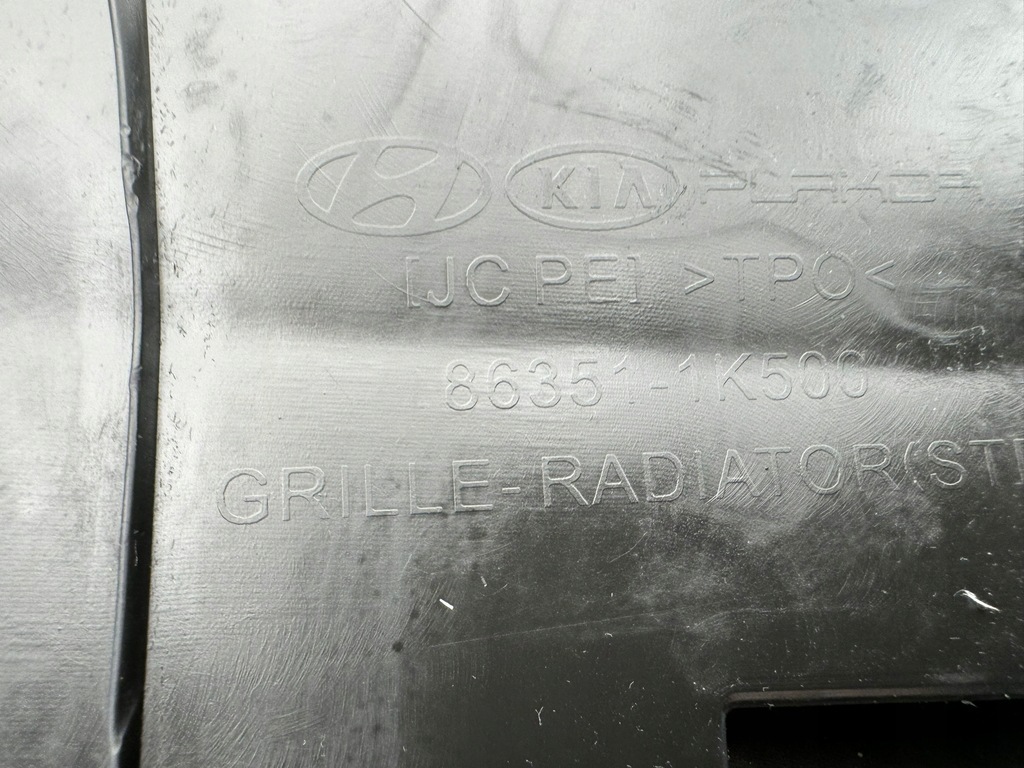 KIA PLAKOR
[JC PE] >TPO<
86351-1K500
GRILLE-RADIATOR(ST